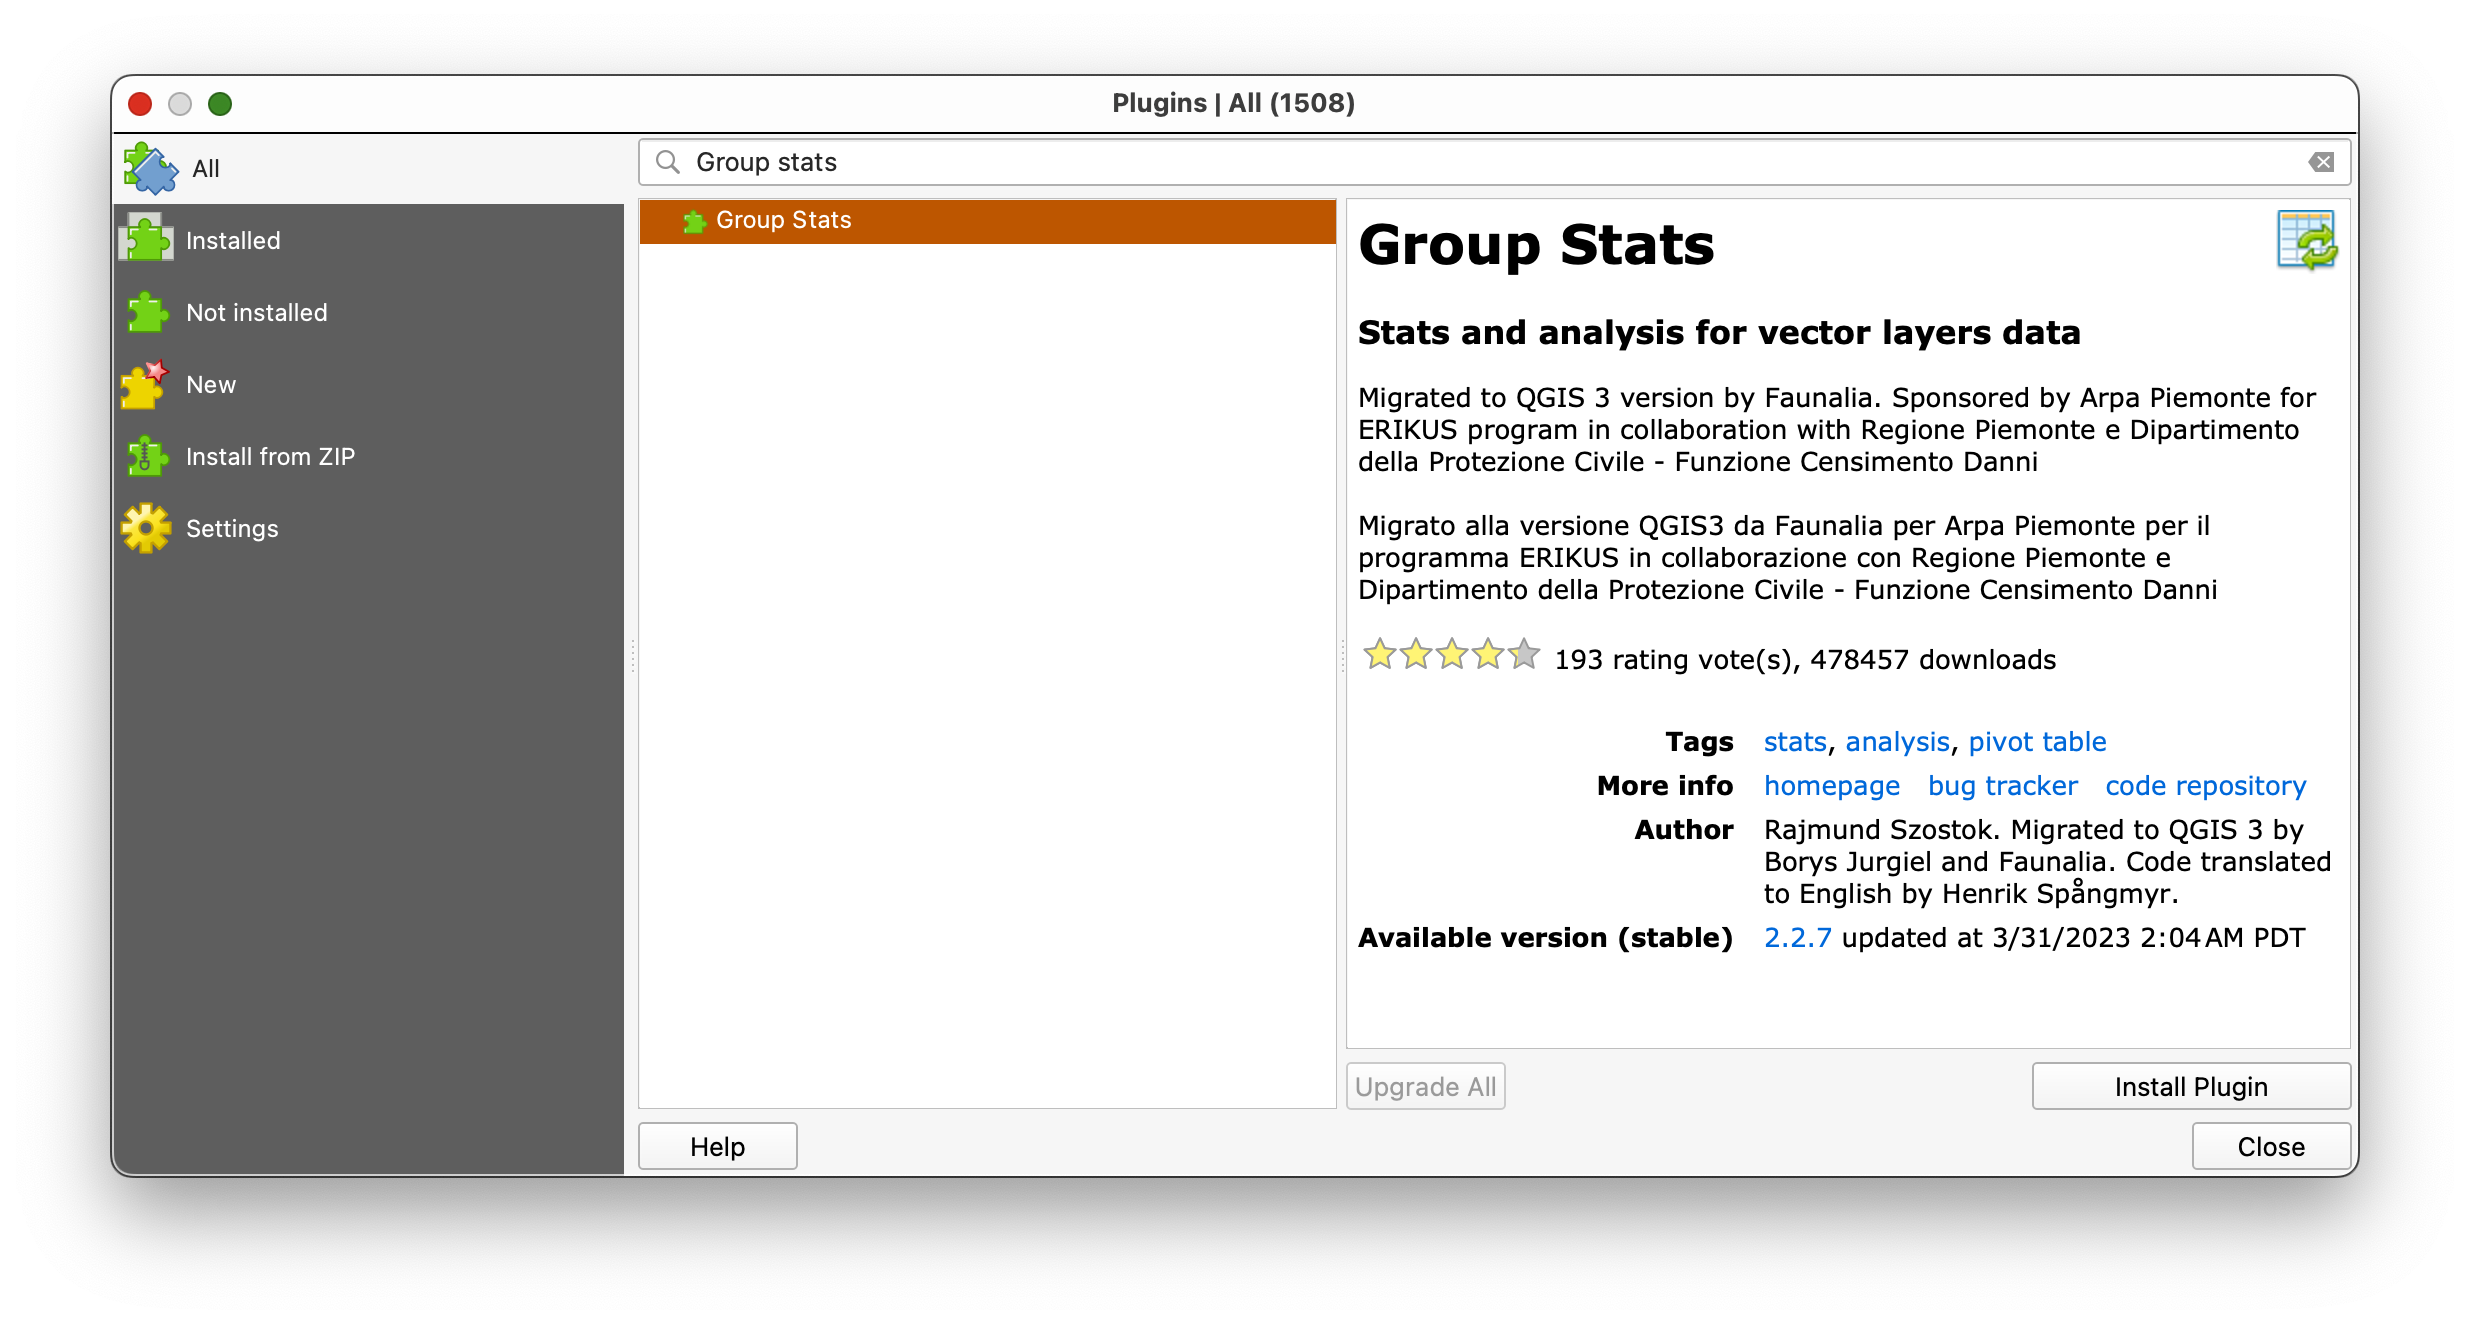 Plugins | All (1508)
All
Installed
Not installed
New
Install from ZIP
Settings
Group stats
Group Stats
Group Stats
Stats and analysis for vector layers data
Migrated to QGIS 3 version by Faunalia. Sponsored by Arpa Piemonte for
ERIKUS program in collaboration with Regione Piemonte e Dipartimento
della Protezione Civile - Funzione Censimento Danni
Migrato alla versione QGIS3 da Faunalia per Arpa Piemonte per il
programma ERIKUS in collaborazione con Regione Piemonte e
Dipartimento della Protezione Civile - Funzione Censimento Danni
193 rating vote(s), 478457 downloads
Tags stats, analysis, pivot table
More info homepage bug tracker code repository
Author Rajmund Szostok. Migrated to QGIS 3 by
Borys Jurgiel and Faunalia. Code translated
to English by Henrik Spångmyr.
Available version (stable) 2.2.7 updated at 3/31/2023 2:04 AM PDT
Upgrade All
Install Plugin
Help
Close